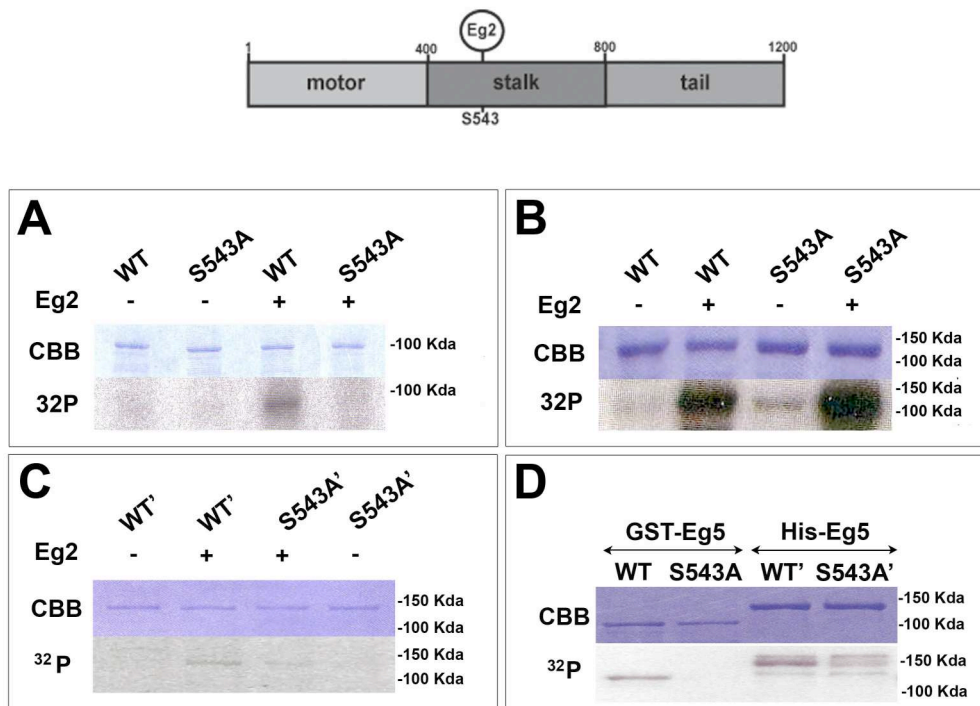 Eg2
1 400 800 1200
motor stalk tail
S543
A
WT S543A WT S543A
Eg2 - - + +
CBB -100 Kda
32P -100 Kda
B
WT WT S543A S543A
Eg2 - + - +
CBB -150 Kda
-100 Kda
32P -150 Kda
-100 Kda
C
WT' WT' S543A' S543A'
Eg2 - + + -
CBB -150 Kda
-100 Kda
32P -150 Kda
-100 Kda
D
GST-Eg5 His-Eg5
WT S543A WT' S543A'
CBB -150 Kda
-100 Kda
32P -150 Kda
-100 Kda